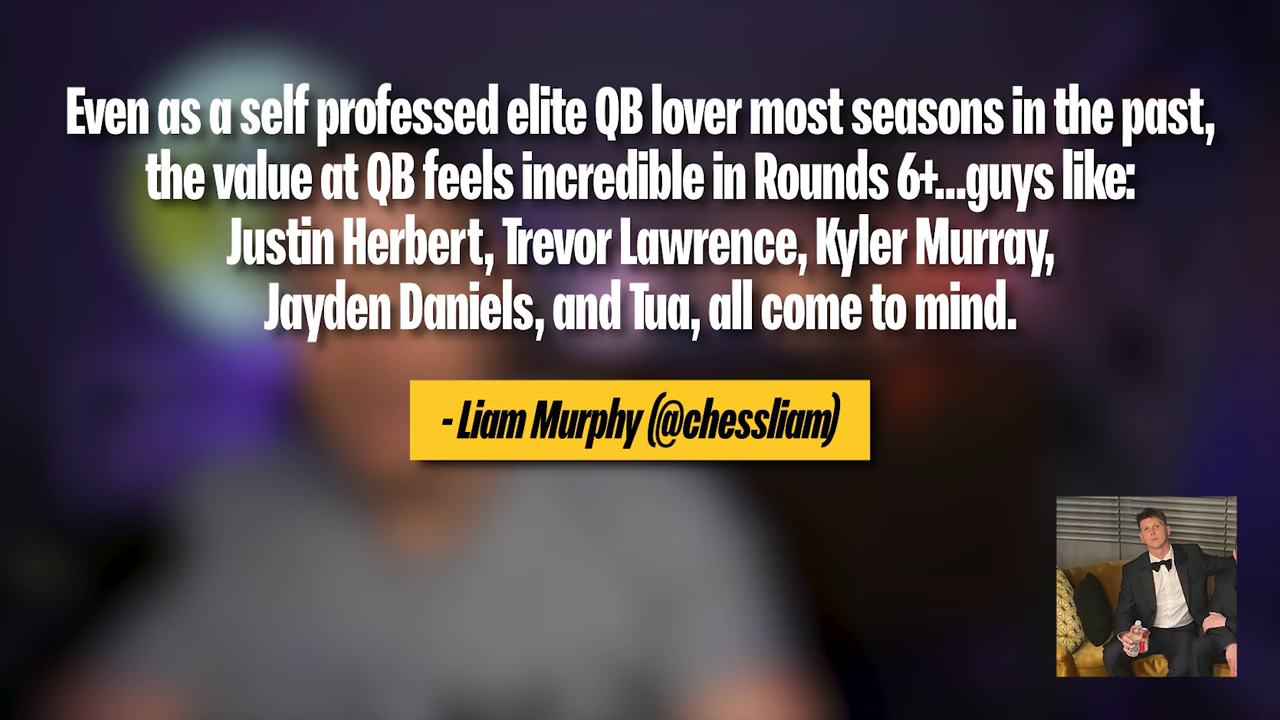 Even as a self professed elite QB lover most seasons in the past,
the value at QB feels incredible in Rounds 6+...guys like:
Justin Herbert, Trevor Lawrence, Kyler Murray,
Jayden Daniels, and Tua, all come to mind.
- Liam Murphy (@chessliam)